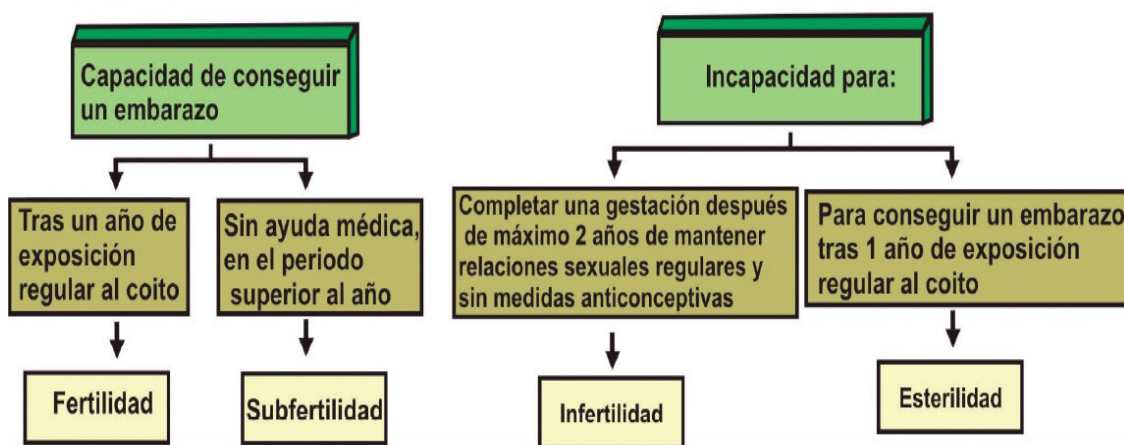 Capacidad de conseguir
un embarazo
Incapacidad para:
Tras un año de
exposición
regular al coito
Sin ayuda médica,
en el periodo
superior al año
Completar una gestación después
de máximo 2 años de mantener
relaciones sexuales regulares y
sin medidas anticonceptivas
Para conseguir un embarazo
tras 1 año de exposición
regular al coito
Fertilidad
Subfertilidad
Infertilidad
Esterilidad